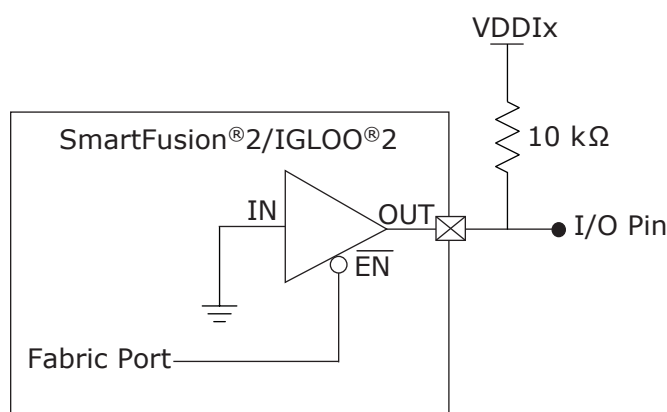 VDDIx
SmartFusion®2/IGLOO®2
10 kΩ
IN
OUT
I/O Pin
EN
Fabric Port